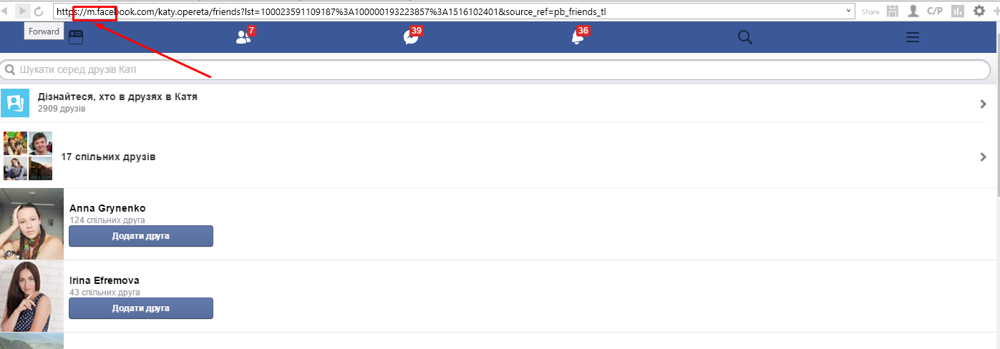 https://m.facebook.com/katy.opereta/friends?lst=100023591109187%3A100000193223857%3A1516102401&source_ref=pb_friends_tl
Share
C/P
Forward
7
39
36
Шукати серед друзів Каті
Дізнайтеся, хто в друзях в Катя
2909 друзів
17 спільних друзів
Anna Grynenko
124 спільних друга
Додати друга
Irina Efremova
43 спільних друга
Додати друга